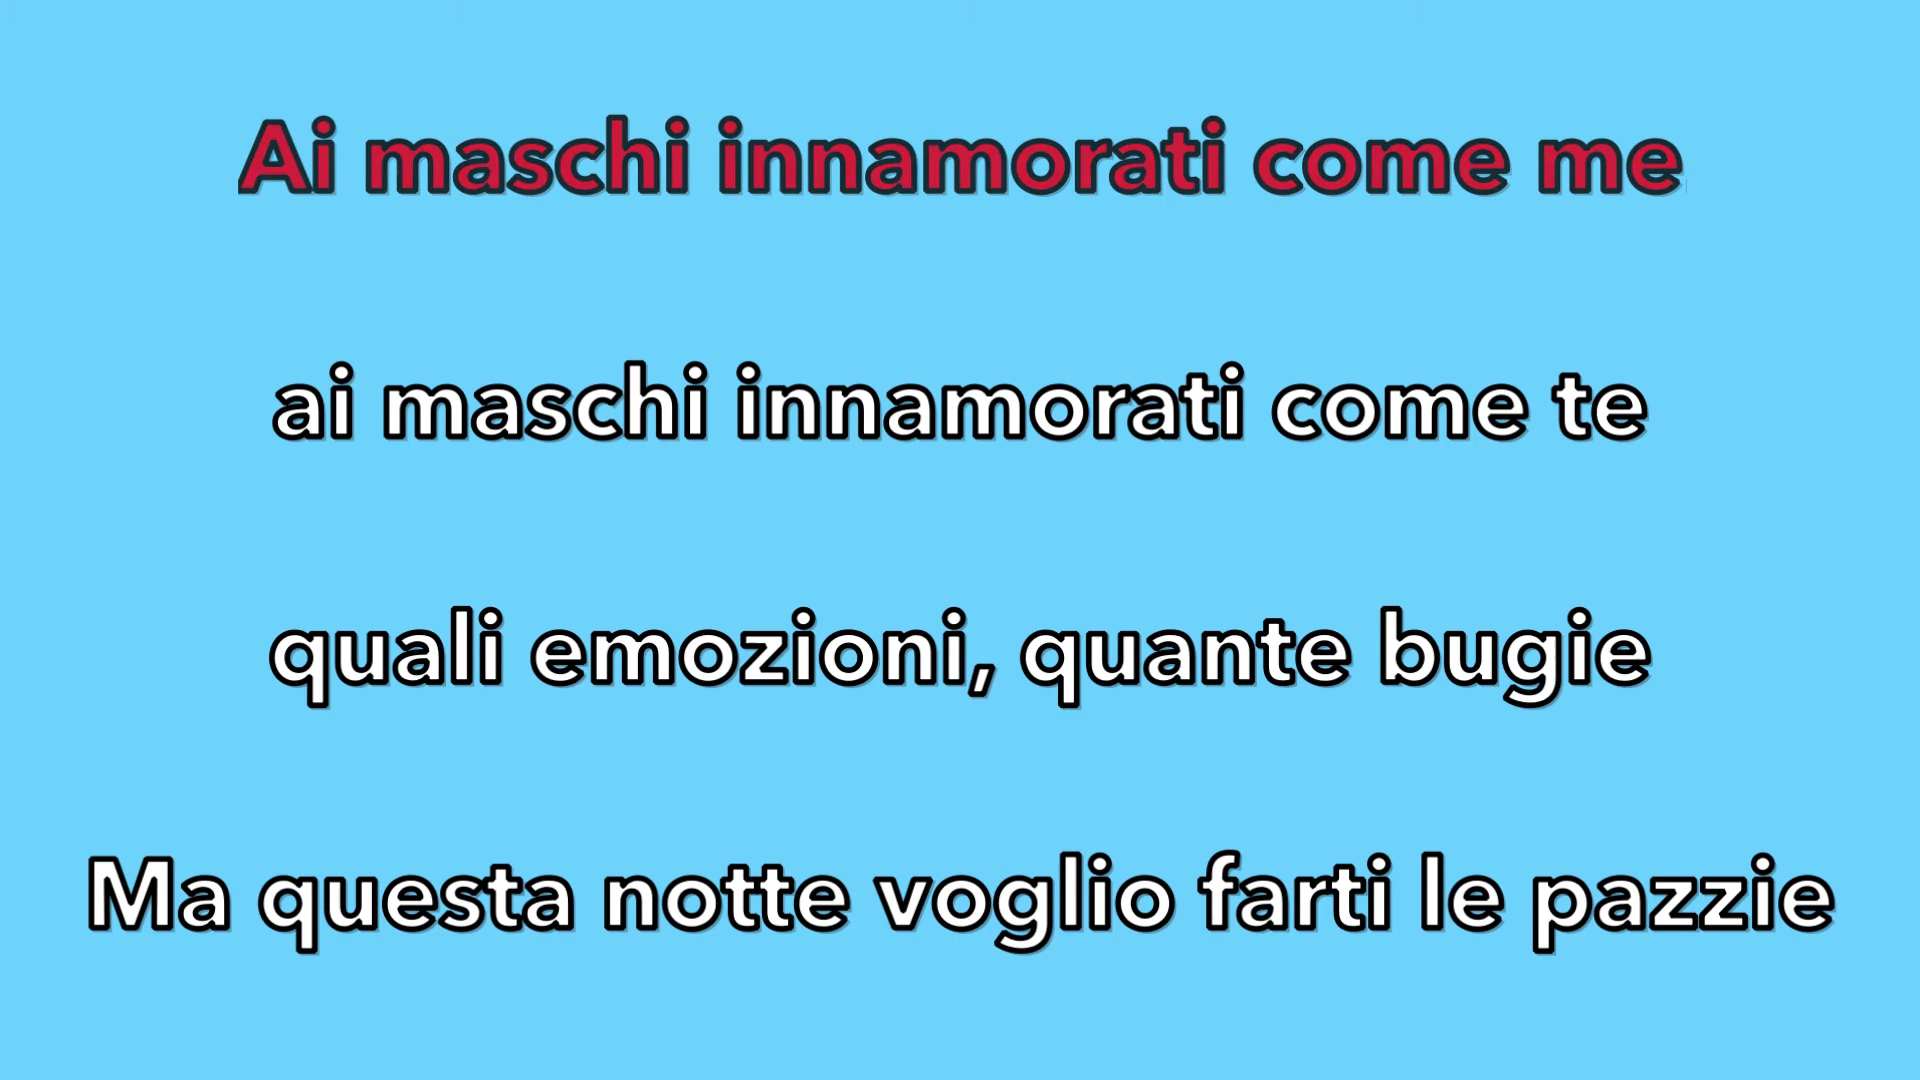 Ai maschi innamorati come me
ai maschi innamorati come te
quali emozioni, quante bugie
Ma questa notte voglio farti le pazzie